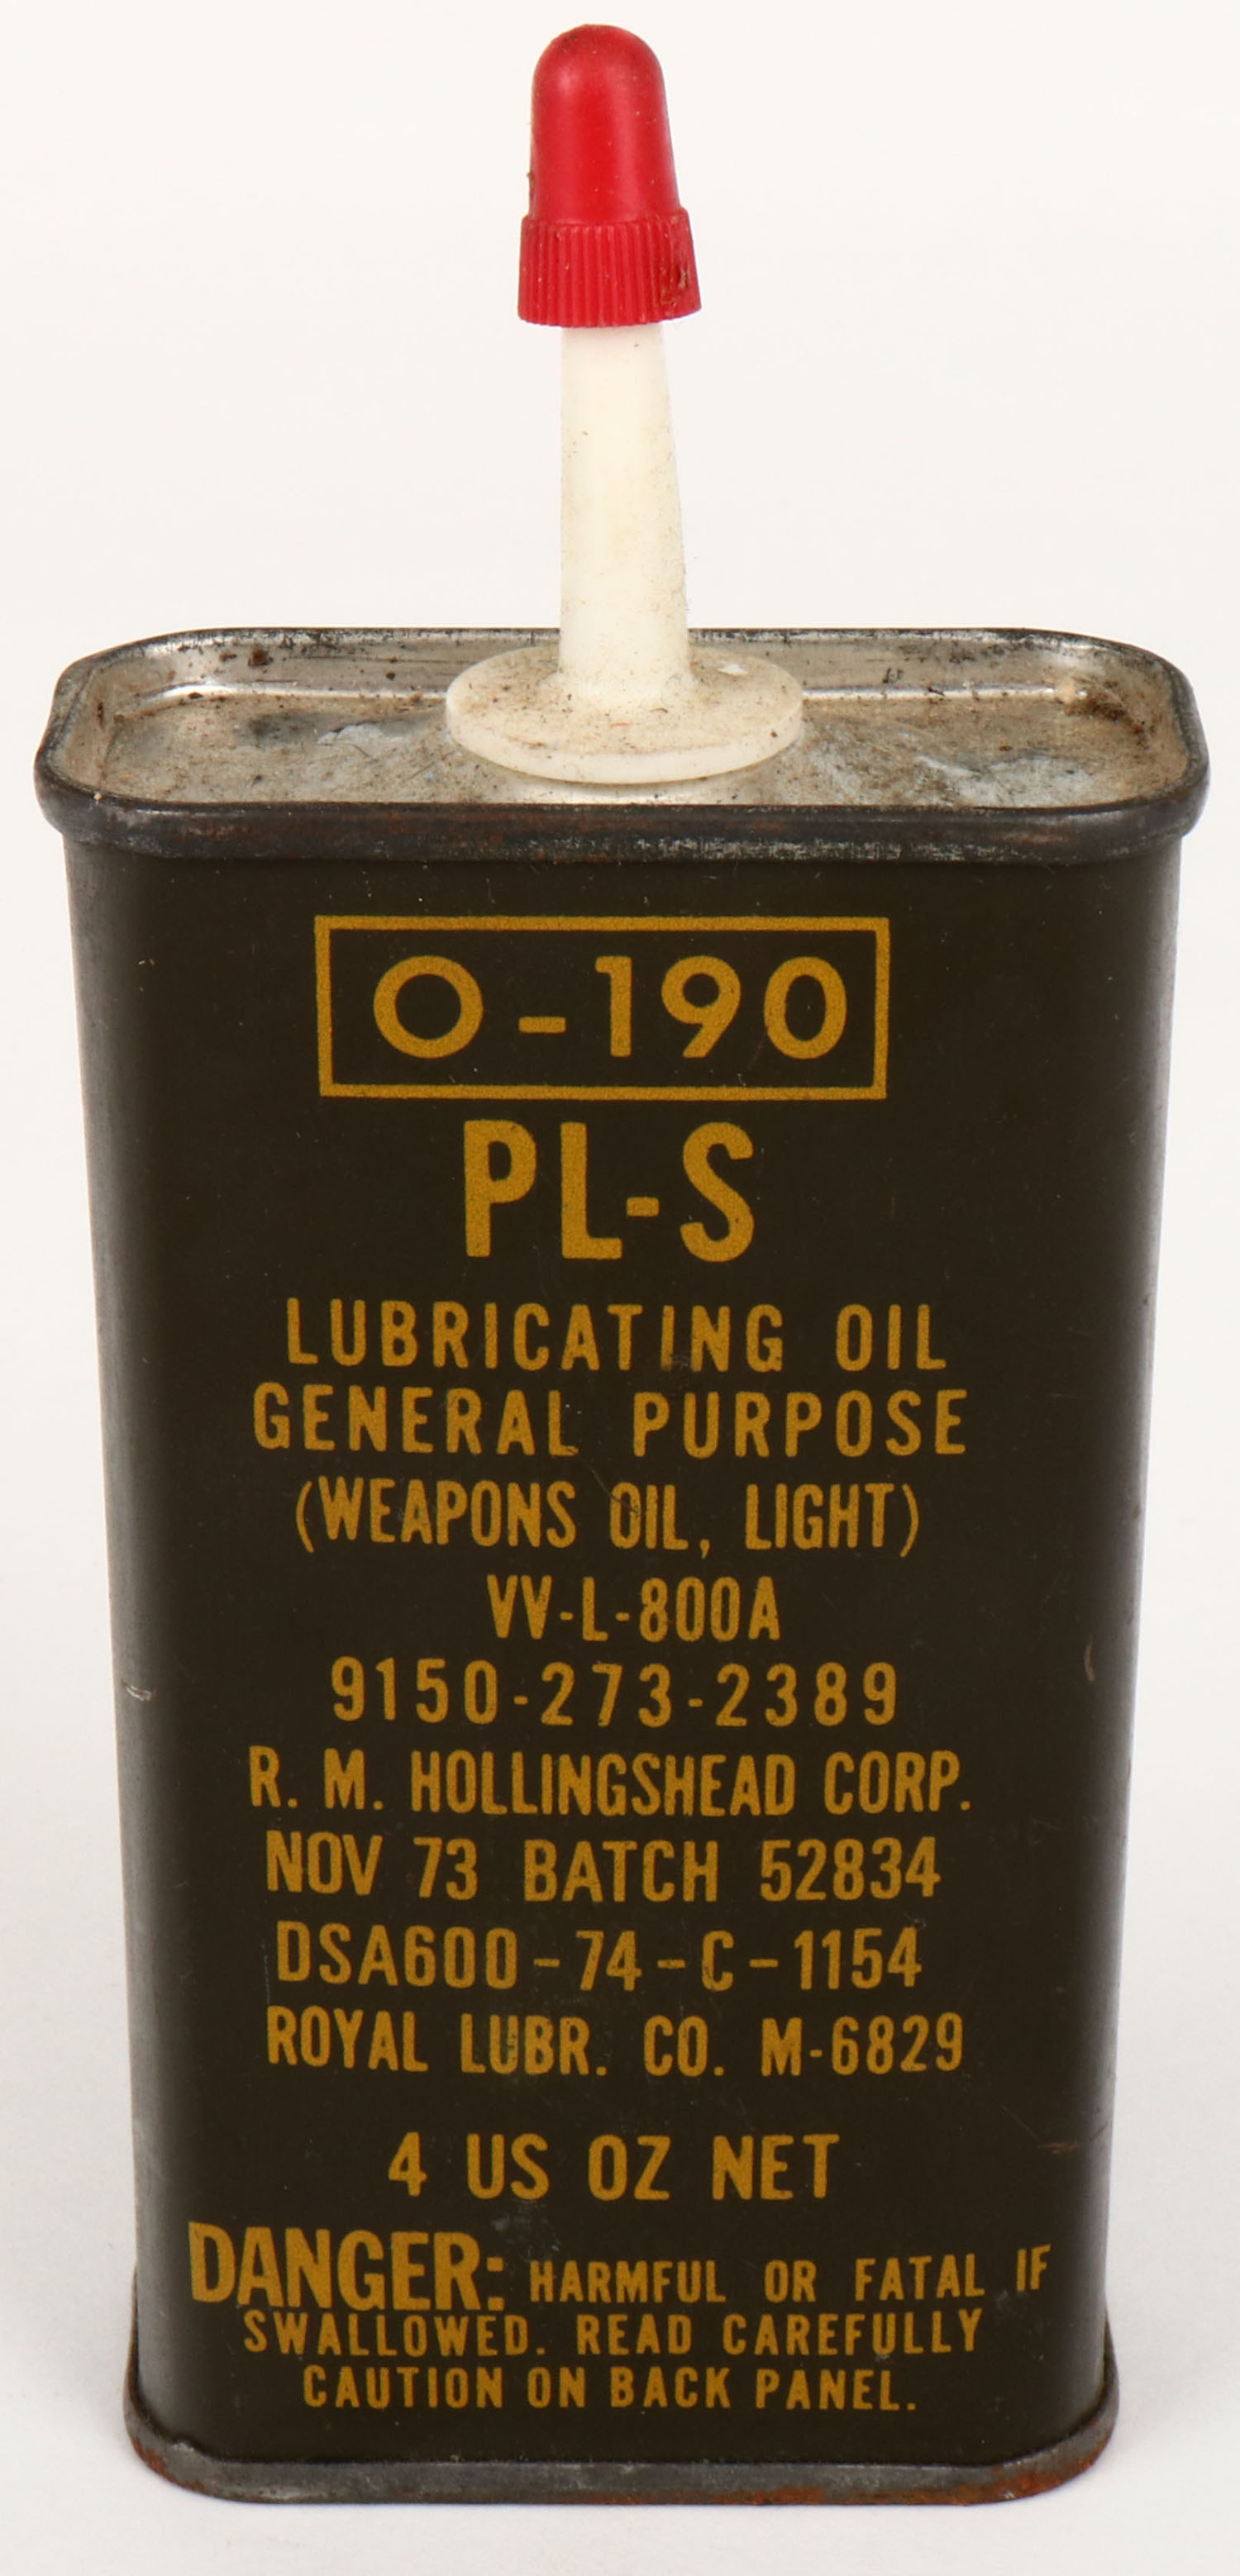 O-190
PL-S
LUBRICATING OIL
GENERAL PURPOSE
(WEAPONS OIL, LIGHT)
VV-L-800A
9150-273-2389
R. M. HOLLINGSHEAD CORP.
NOV 73 BATCH 52834
DSA600-74-C-1154
ROYAL LUBR. CO. M-6829
4 US OZ NET
DANGER: HARMFUL OR FATAL IF
SWALLOWED. READ CAREFULLY
CAUTION ON BACK PANEL.